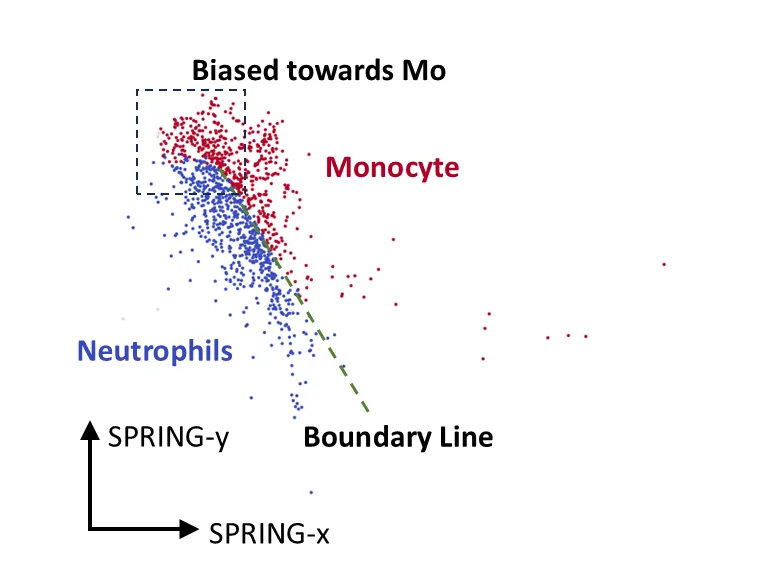 Biased towards Mo
Monocyte
Neutrophils
SPRING-y
Boundary Line
SPRING-x